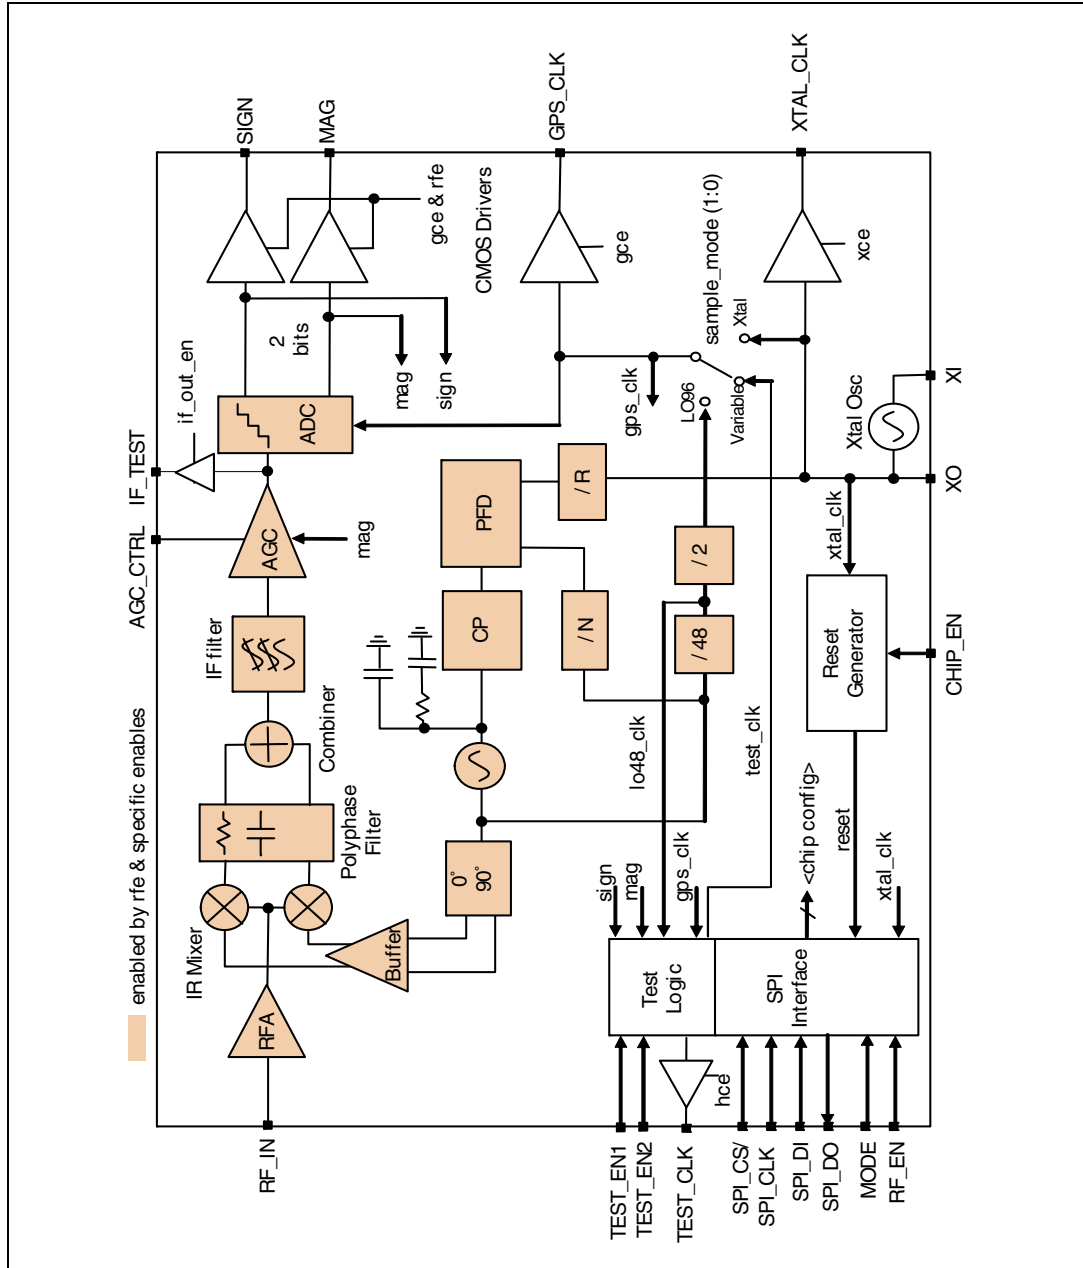 enabled by rfe & specific enables
AGC_CTRL
IF_TEST
if_out_en
SIGN
MAG
RF_IN
RFA
IR Mixer
Polyphase
Filter
Combiner
IF filter
AGC
mag
ADC
2
bits
mag
sign
gce & rfe
CMOS Drivers
Buffer
0°
90°
CP
PFD
/ R
/ N
/ 48
/ 2
gce
GPS_CLK
gps_clk
LO96
Variable
Xtal
sample_mode (1:0)
xce
XTAL_CLK
lo48_clk
test_clk
sign
mag
gps_clk
Test
Logic
SPI
Interface
<chip config>
reset
xtal_clk
Reset
Generator
xtal_clk
Xtal Osc
XI
XO
CHIP_EN
hce
TEST_EN1
TEST_EN2
TEST_CLK
SPI_CS/
SPI_CLK
SPI_DI
SPI_DO
MODE
RF_EN